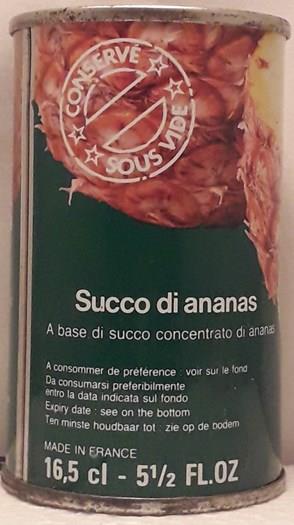 CONSERVÉ
SOUS VIDE
Succo di ananas
A base di succo concentrato di ananas
A consommer de préférence : voir sur le fond
Da consumarsi preferibilmente
entro la data indicata sul fondo
Expiry date : see on the bottom
Ten minste houdbaar tot : zie op de bodem
MADE IN FRANCE
16,5 cl - 5 1/2 FL.OZ